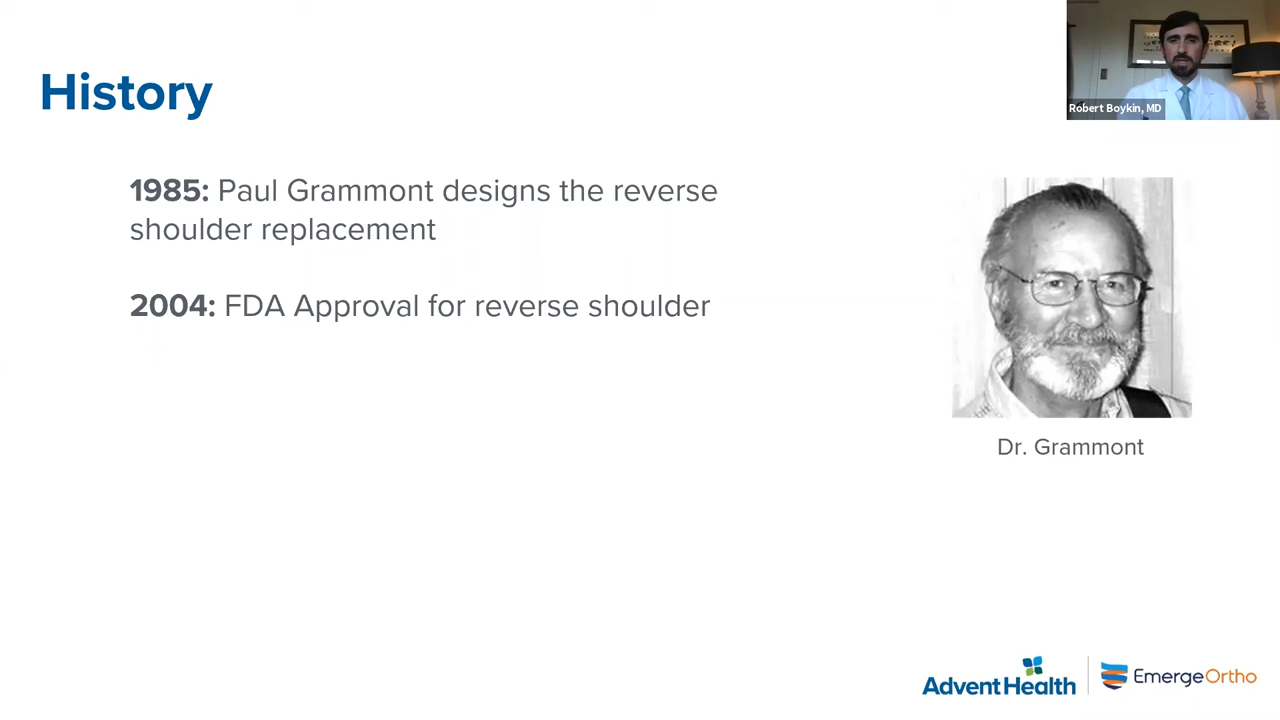 History
Robert Boykin, MD
1985: Paul Grammont designs the reverse
shoulder replacement
2004: FDA Approval for reverse shoulder
Dr. Grammont
AdventHealth
EmergeOrtho